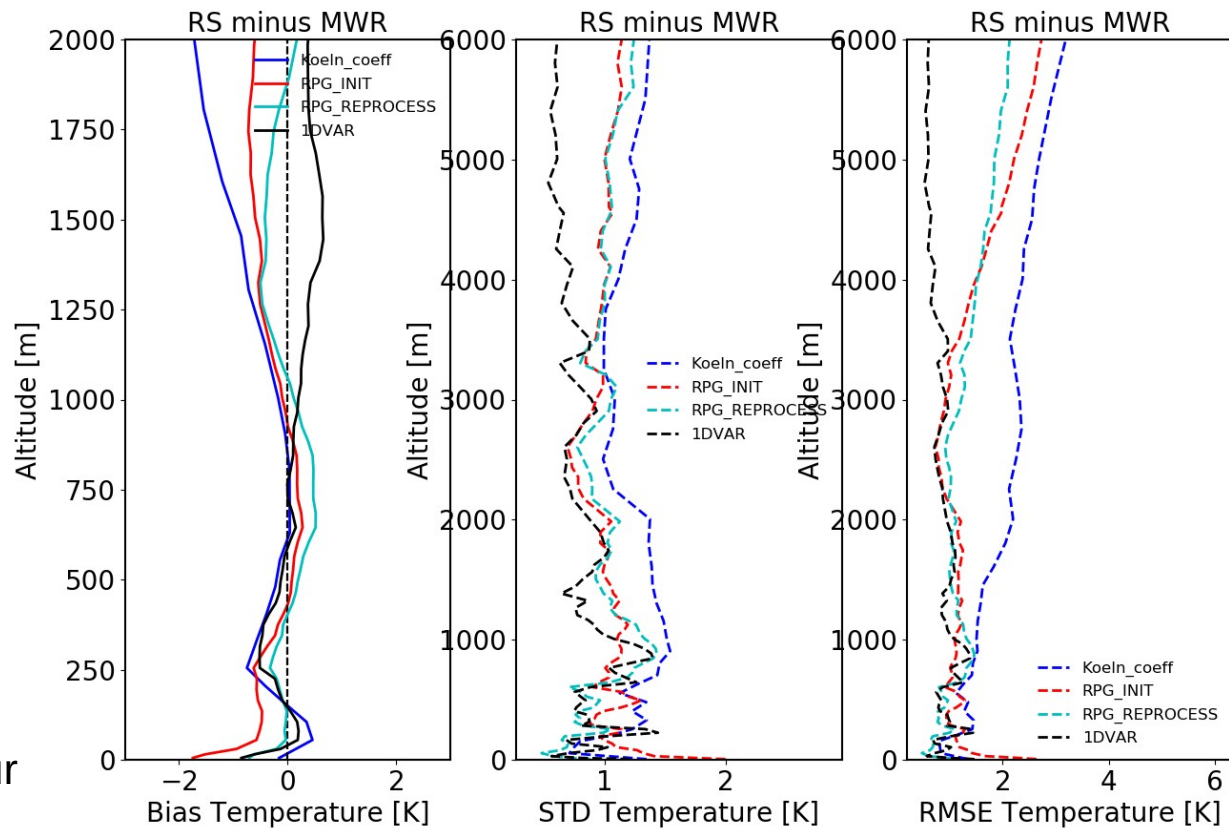 RS minus MWR
2000
1750
1500
1250
1000
750
500
250
0
Altitude [m]
Koeln_coeff
RPG_INIT
RPG_REPROCESS
1DVAR
−2
0
2
Bias Temperature [K]
ur
RS minus MWR
6000
5000
4000
3000
2000
1000
0
Altitude [m]
Koeln_coeff
RPG_INIT
RPG_REPROCESS
1DVAR
1
2
STD Temperature [K]
RS minus MWR
6000
5000
4000
3000
2000
1000
0
Altitude [m]
Koeln_coeff
RPG_INIT
RPG_REPROCESS
1DVAR
2
4
6
RMSE Temperature [K]